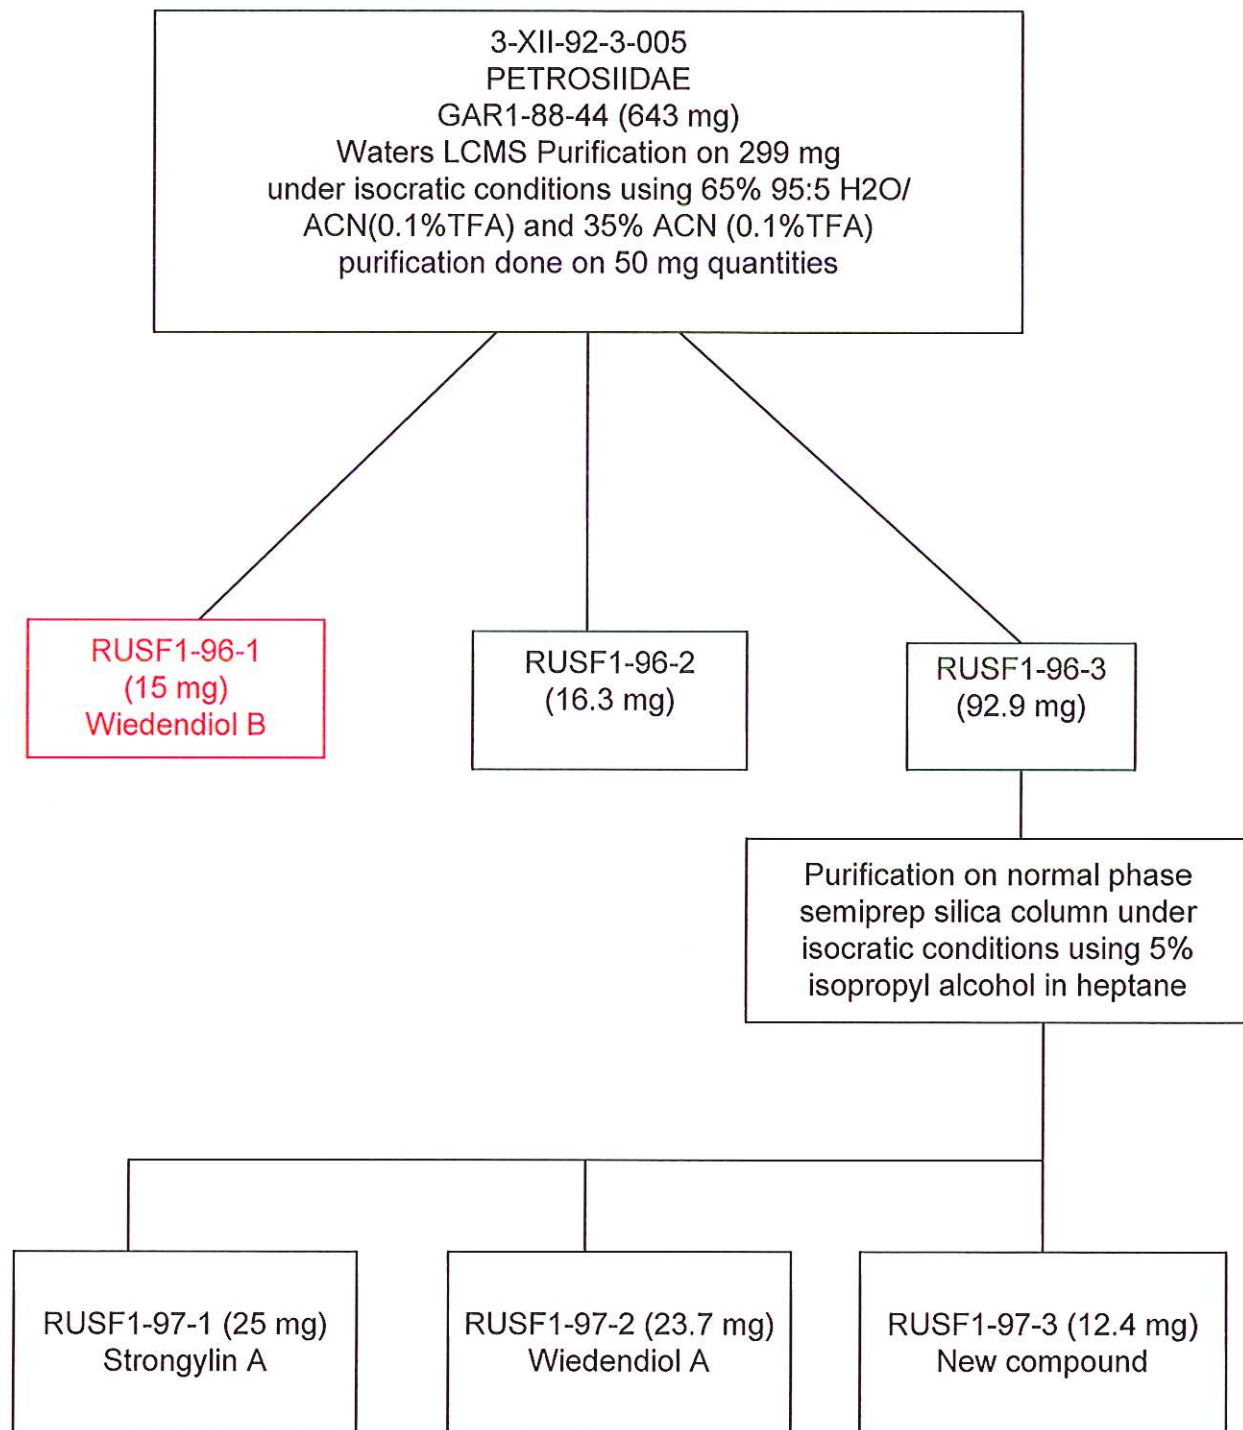 3-XII-92-3-005
PETROSIIDAE
GAR1-88-44 (643 mg)
Waters LCMS Purification on 299 mg
under isocratic conditions using 65% 95:5 H2O/
ACN(0.1%TFA) and 35% ACN (0.1%TFA)
purification done on 50 mg quantities
RUSF1-96-1
(15 mg)
Wiedendiol B
RUSF1-96-2
(16.3 mg)
RUSF1-96-3
(92.9 mg)
Purification on normal phase
semiprep silica column under
isocratic conditions using 5%
isopropyl alcohol in heptane
RUSF1-97-1 (25 mg)
Strongylin A
RUSF1-97-2 (23.7 mg)
Wiedendiol A
RUSF1-97-3 (12.4 mg)
New compound